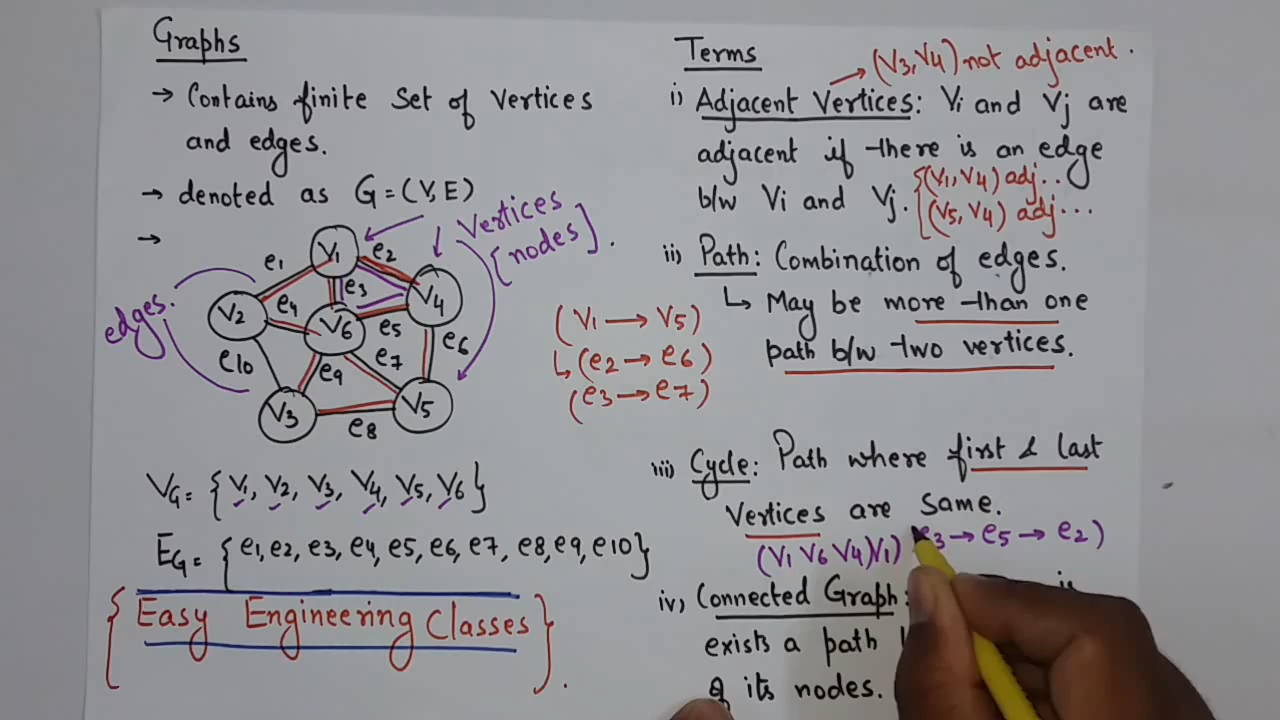 Graphs
→ Contains finite Set of Vertices
and edges.
→ denoted as G = (V, E)
→
Vertices
[nodes].
edges.
V1
e1
e2
e3
V4
V2
e4
V6
e5
e6
e10
e9
e7
V3
V5
e8
VG = {V1, V2, V3, V4, V5, V6}
EG = {e1, e2, e3, e4, e5, e6, e7, e8, e9, e10}
{Easy Engineering Classes}.
(V1 → V5)
↳ (e2 → e6)
(e3 → e7)
Terms
→ (V3, V4) not adjacent.
i) Adjacent Vertices: Vi and Vj are
adjacent if there is an edge
b/w Vi and Vj.
{(V1, V4) adj..
(V5, V4) adj...
ii) Path: Combination of edges.
↳ May be more than one
path b/w two vertices.
iii) Cycle: Path where first & last
Vertices are Same.
(V1 V6 V4 V1) e3 → e5 → e2)
iv) Connected Graph:
exists a path
of its nodes.